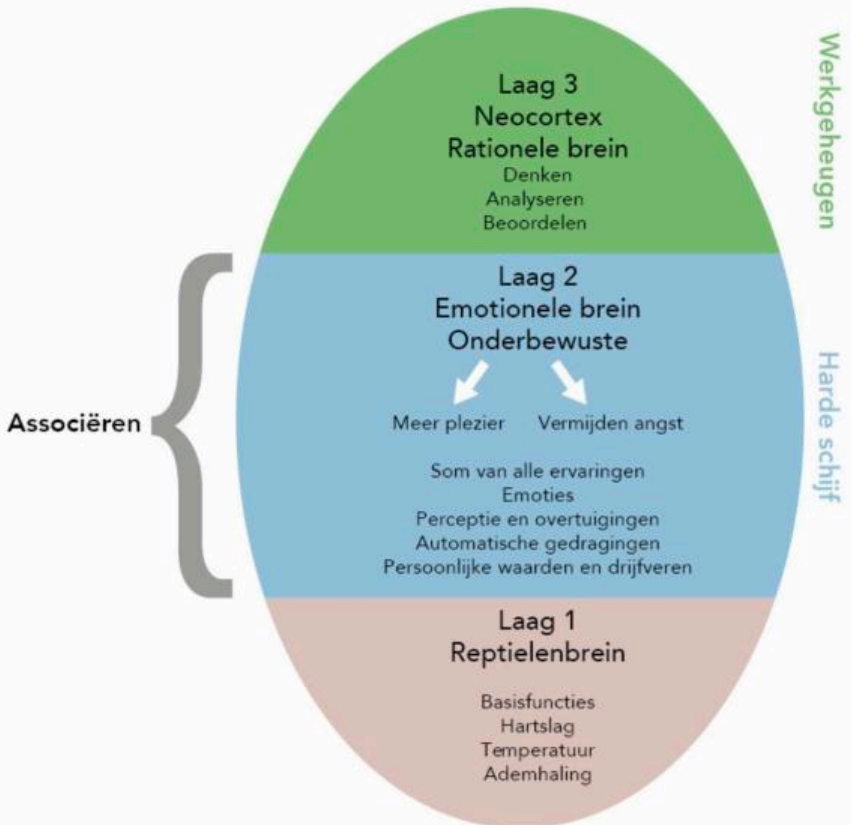 Laag 3
Neocortex
Rationele brein
Denken
Analyseren
Beoordelen
Werkgeheugen
Laag 2
Emotionele brein
Onderbewuste
Meer plezier Vermijden angst
Som van alle ervaringen
Emoties
Perceptie en overtuigingen
Automatische gedragingen
Persoonlijke waarden en drijfveren
Associëren
Harde schijf
Laag 1
Reptielenbrein
Basisfuncties
Hartslag
Temperatuur
Ademhaling